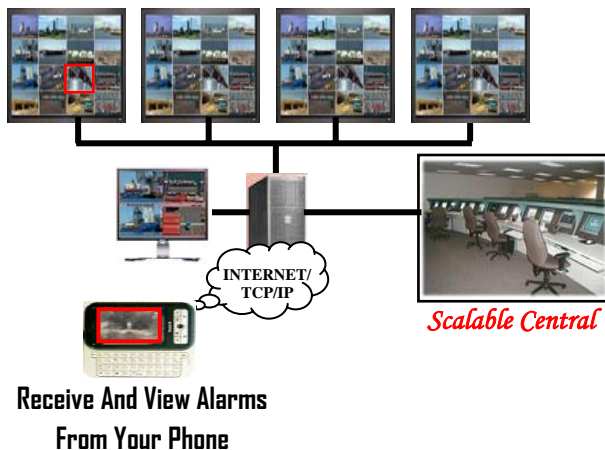 INTERNET/
TCP/IP
Scalable Central
Receive And View Alarms
From Your Phone